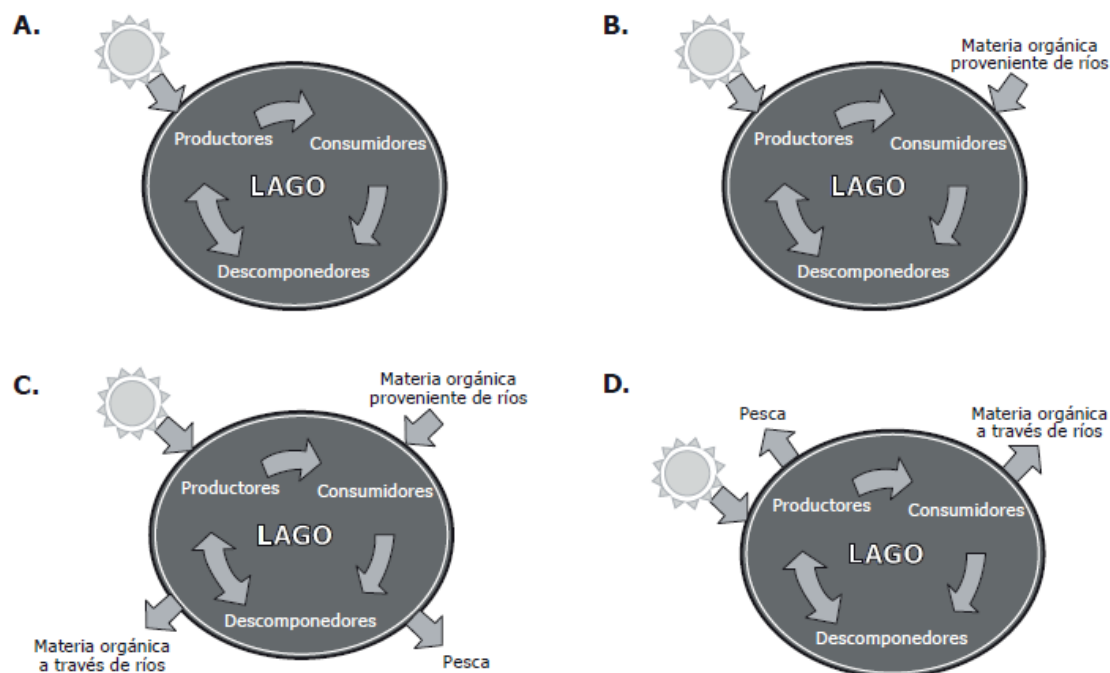 A.
Productores
Consumidores
LAGO
Descomponedores
B.
Materia orgánica
proveniente de ríos
Productores
Consumidores
LAGO
Descomponedores
C.
Materia orgánica
proveniente de ríos
Productores
Consumidores
LAGO
Descomponedores
Materia orgánica
a través de ríos
Pesca
D.
Pesca
Materia orgánica
a través de ríos
Productores
Consumidores
LAGO
Descomponedores